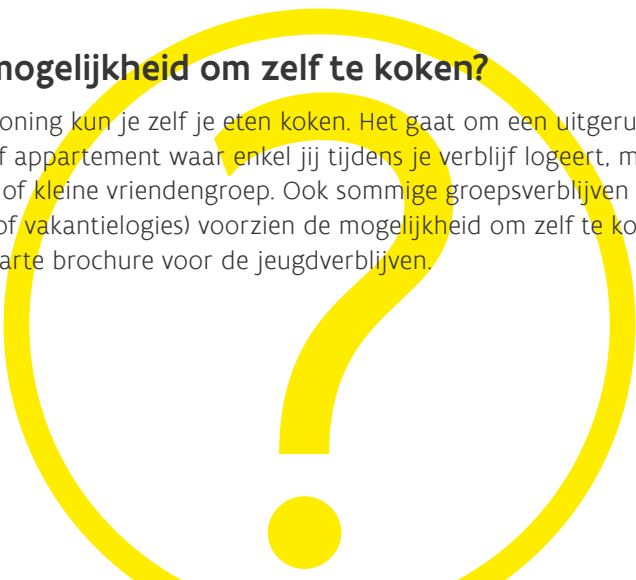 mogelijkheid om zelf te koken?
oning kun je zelf je eten koken. Het gaat om een uitgeru
f appartement waar enkel jij tijdens je verblijf logeert, m
of kleine vriendengroep. Ook sommige groepsverblijven
of vakantielogies) voorzien de mogelijkheid om zelf te ko
arte brochure voor de jeugdverblijven.